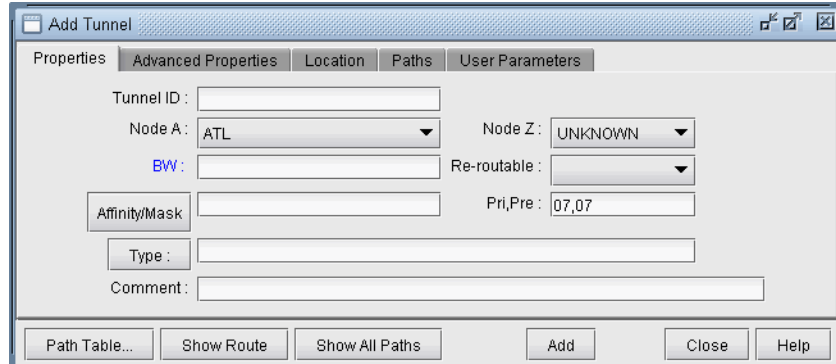 Add Tunnel
Properties Advanced Properties Location Paths User Parameters
Tunnel ID :
Node A : ATL Node Z : UNKNOWN
BW : Re-routable :
Affinity/Mask Pri,Pre : 07,07
Type :
Comment :
Path Table... Show Route Show All Paths Add Close Help